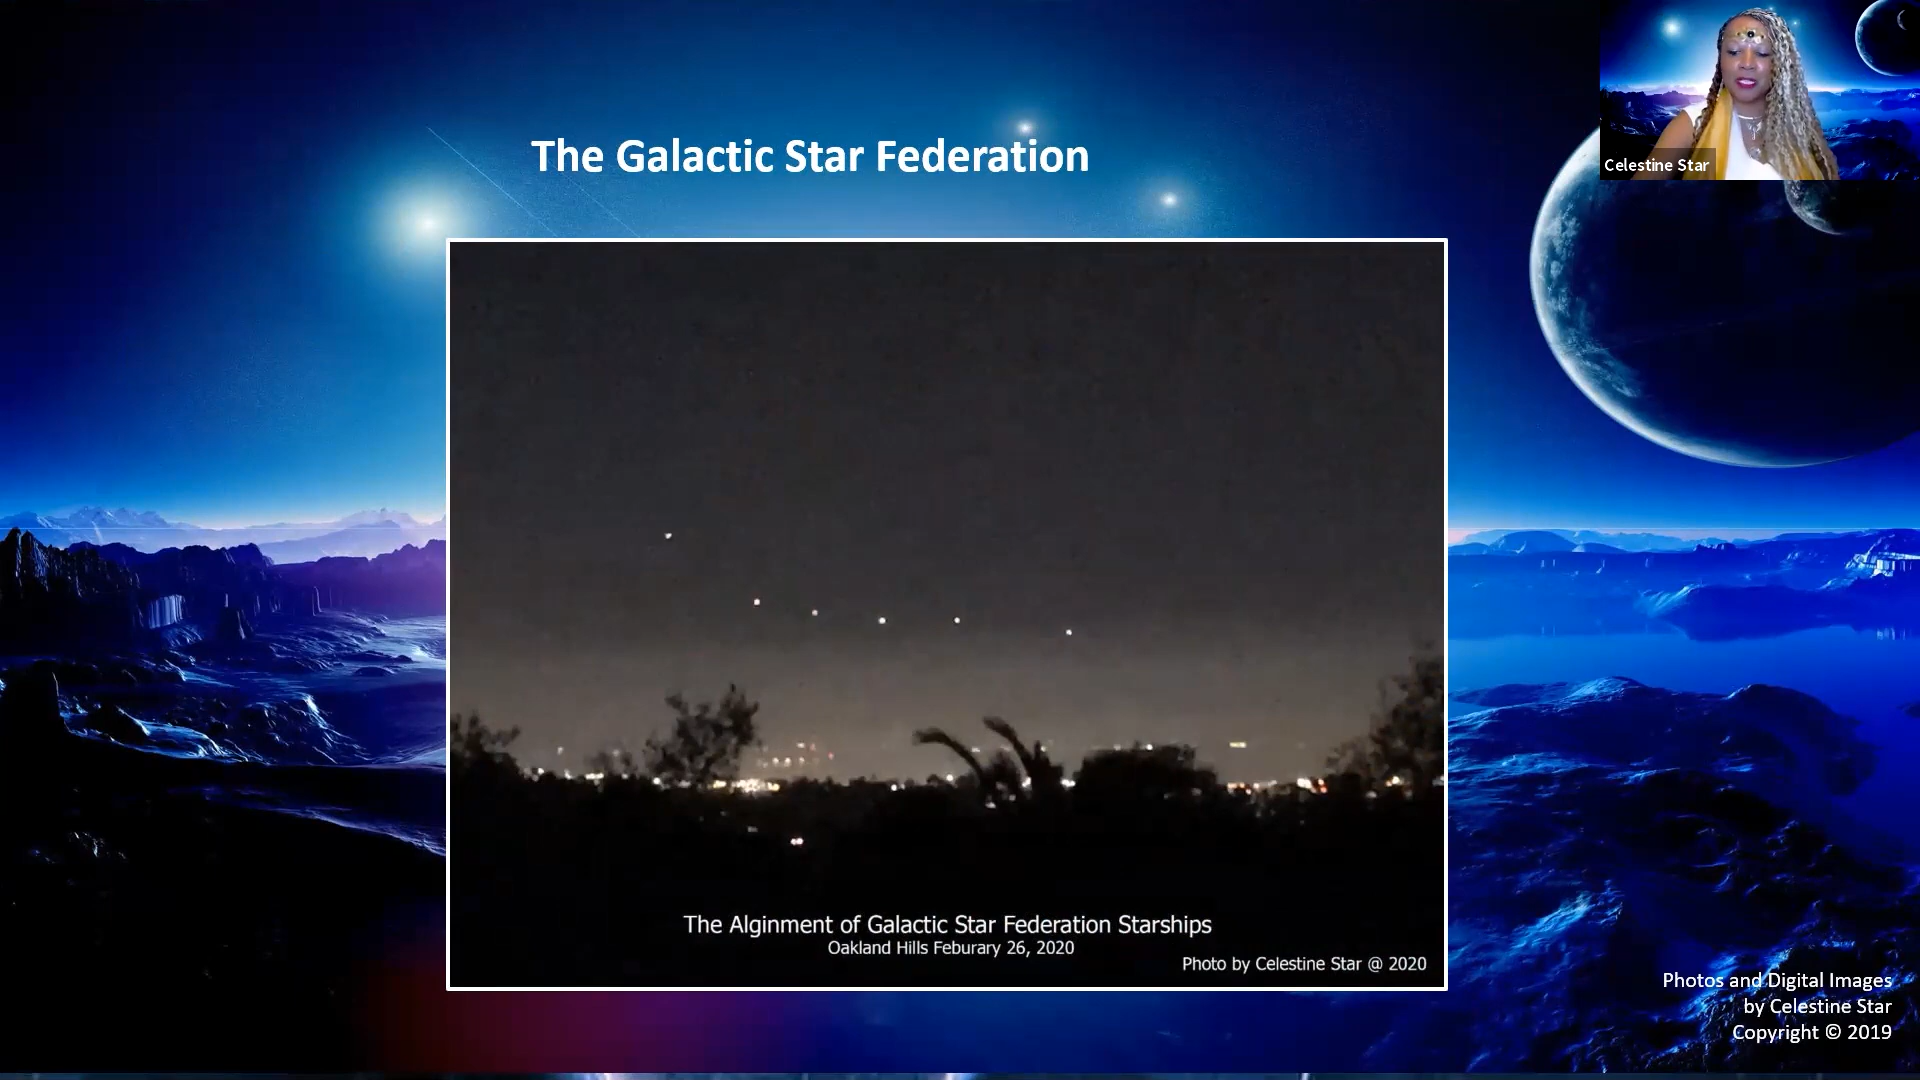 The Galactic Star Federation
Celestine Star
The Alginment of Galactic Star Federation Starships
Oakland Hills Feburary 26, 2020
Photo by Celestine Star @ 2020
Photos and Digital Images
by Celestine Star
Copyright © 2019